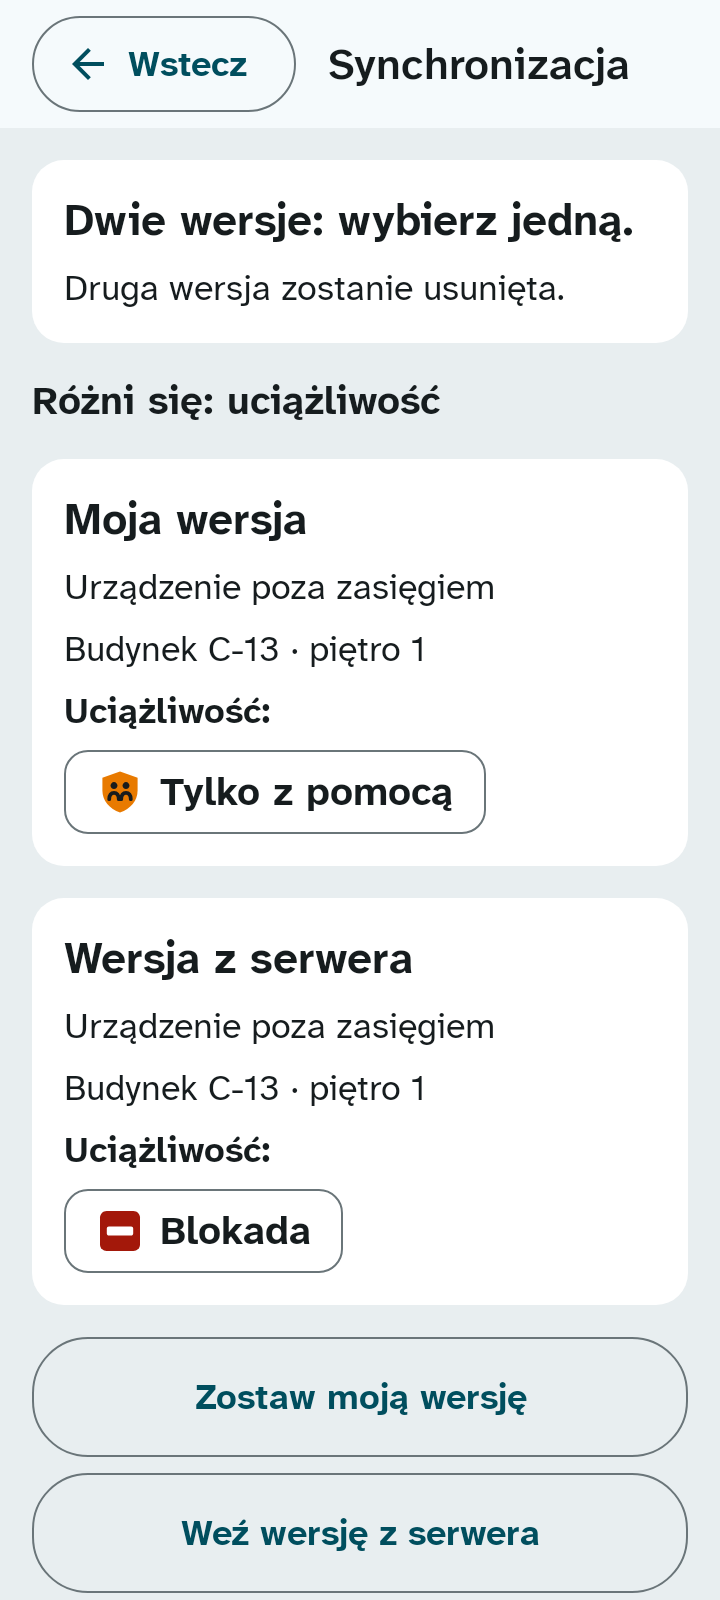 Wstecz
Synchronizacja
Dwie wersje: wybierz jedną.
Druga wersja zostanie usunięta.
Różni się: uciążliwość
Moja wersja
Urządzenie poza zasięgiem
Budynek C-13 · piętro 1
Uciążliwość:
Tylko z pomocą
Wersja z serwera
Urządzenie poza zasięgiem
Budynek C-13 · piętro 1
Uciążliwość:
Blokada
Zostaw moją wersję
Weź wersję z serwera